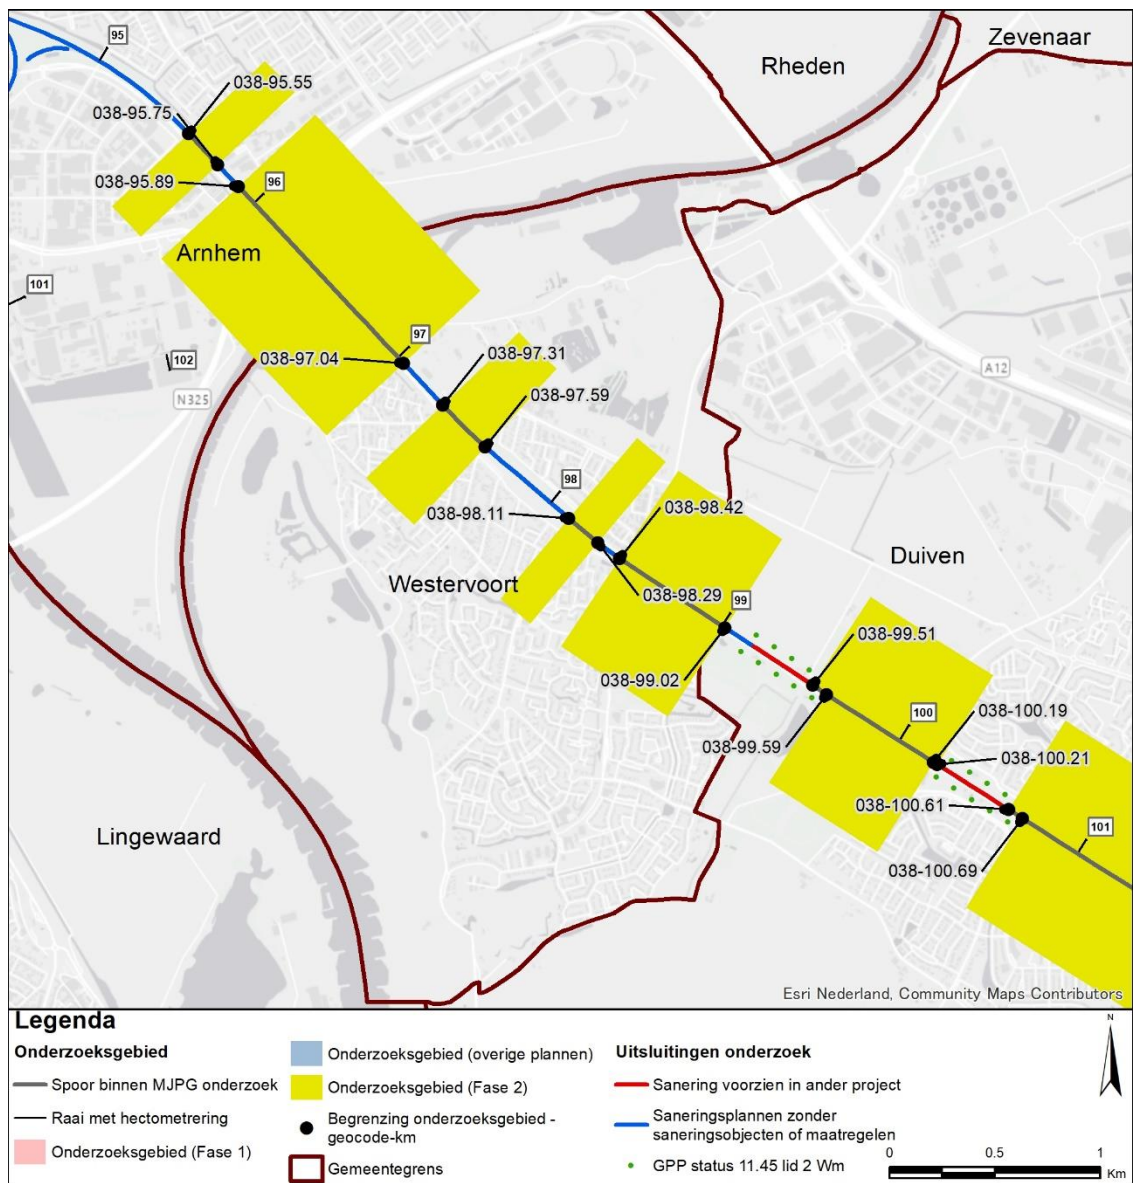 95
Zevenaar
Rheden
038-95.55
038-95.75
038-95.89
96
Arnhem
101
97
038-97.04
038-97.31
102
A12
N325
038-97.59
98
038-98.11
038-98.42
Duiven
Westervoort
038-98.29
99
038-99.51
038-99.02
100
038-100.19
038-99.59
038-100.21
038-100.61
101
Lingewaard
038-100.69
Esri Nederland, Community Maps Contributors
Legenda
Onderzoeksgebied
Spoor binnen MJPG onderzoek
Raai met hectometrering
Onderzoeksgebied (Fase 1)
Onderzoeksgebied (overige plannen)
Onderzoeksgebied (Fase 2)
Begrenzing onderzoeksgebied -
geocode-km
Gemeentegrens
Uitsluitingen onderzoek
Sanering voorzien in ander project
Saneringsplannen zonder
saneringsobjecten of maatregelen
GPP status 11.45 lid 2 Wm
N
0 0.5 1
Km